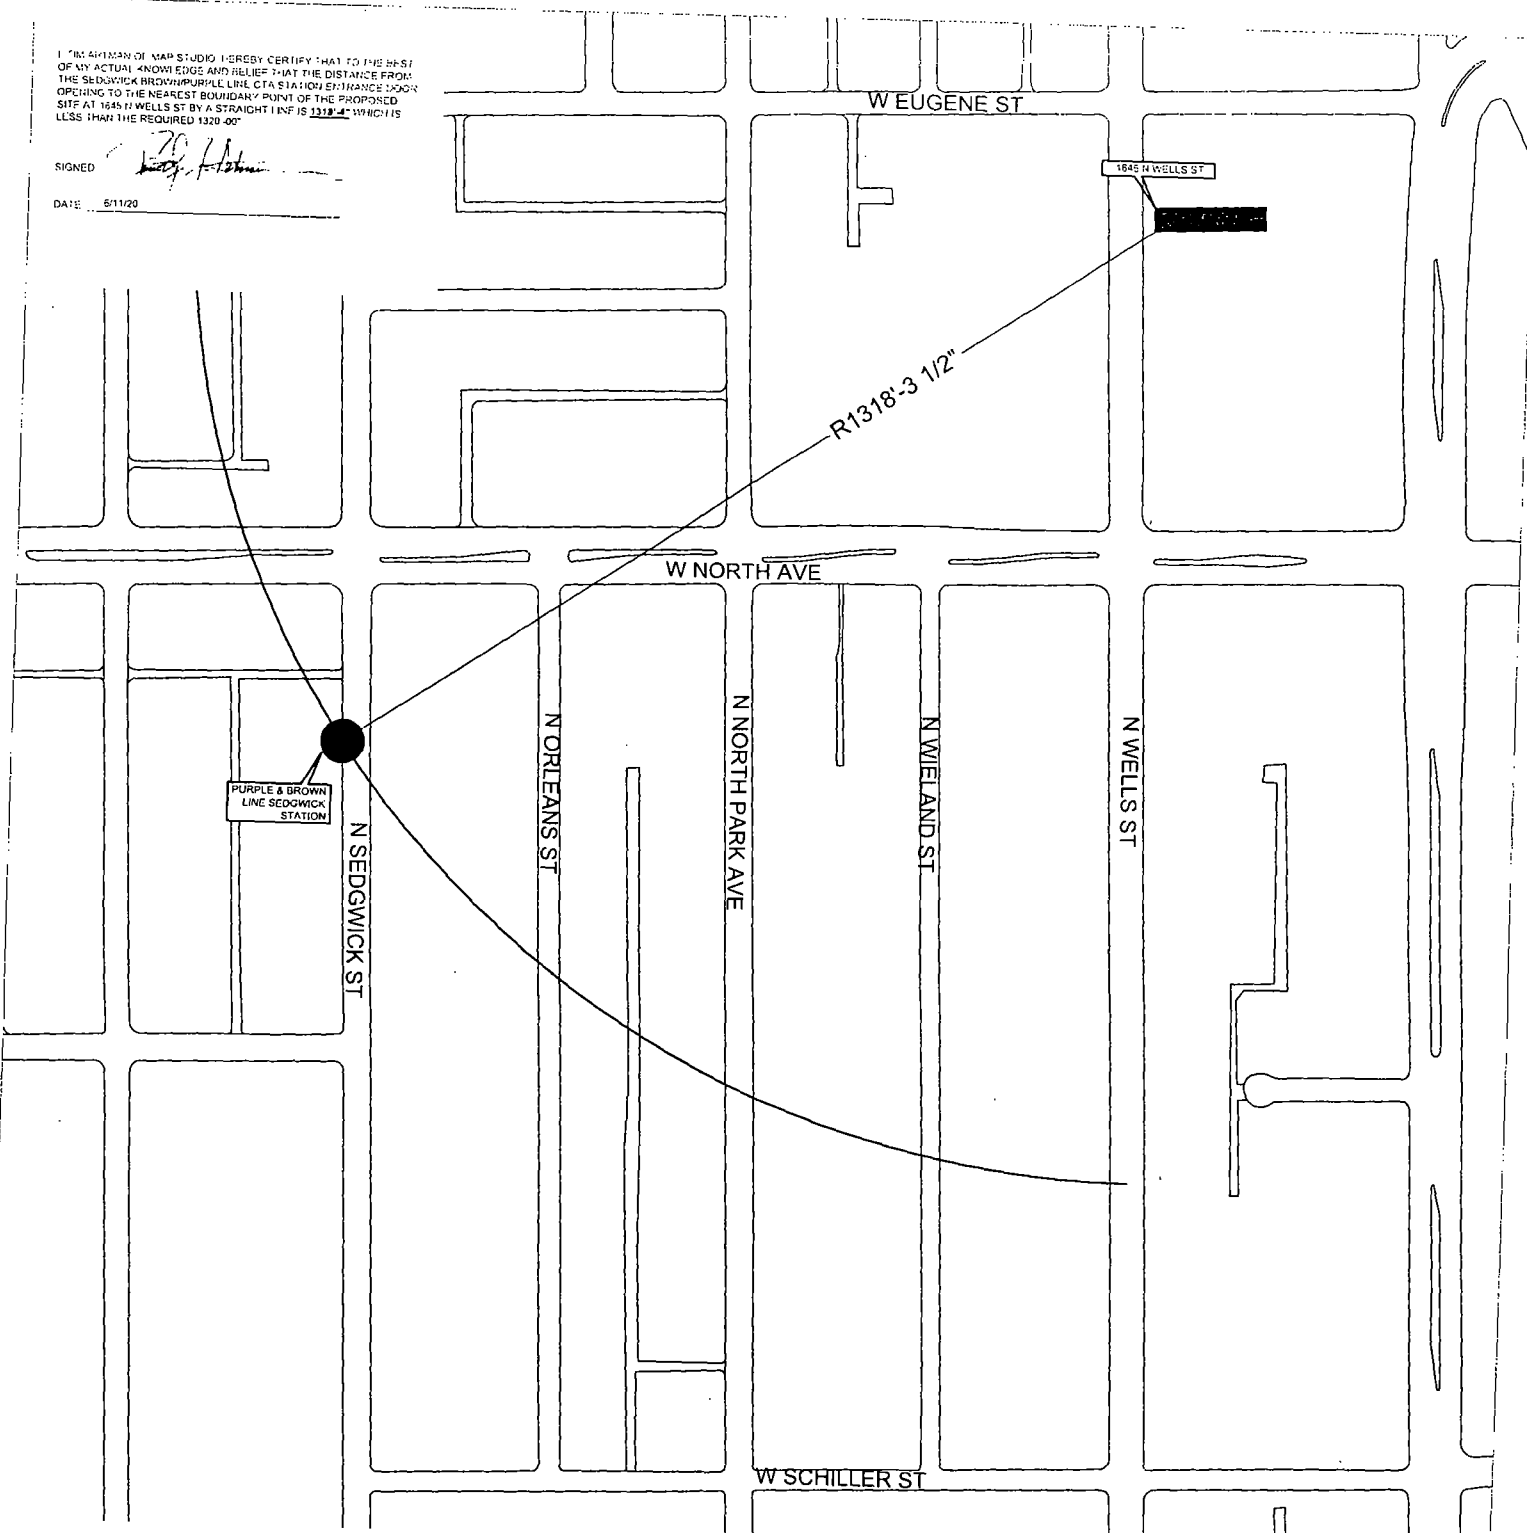 I TIM ARTMAN OF MAP STUDIO HEREBY CERTIFY THAT TO THE BEST
OF MY ACTUAL KNOWLEDGE AND BELIEF THAT THE DISTANCE FROM
THE SEDGWICK BROWN/PURPLE LINE CTA STATION ENTRANCE DOOR
OPENING TO THE NEAREST BOUNDARY POINT OF THE PROPOSED
SITE AT 1645 N WELLS ST BY A STRAIGHT LINE IS 1318'-4" WHICH IS
LESS THAN THE REQUIRED 1320'-00"
SIGNED
DATE 6/11/20
W EUGENE ST
1645 N WELLS ST
R1318'-3 1/2"
W NORTH AVE
PURPLE & BROWN
LINE SEDGWICK
STATION
N SEDGWICK ST
N ORLEANS ST
N NORTH PARK AVE
N WIELAND ST
N WELLS ST
W SCHILLER ST